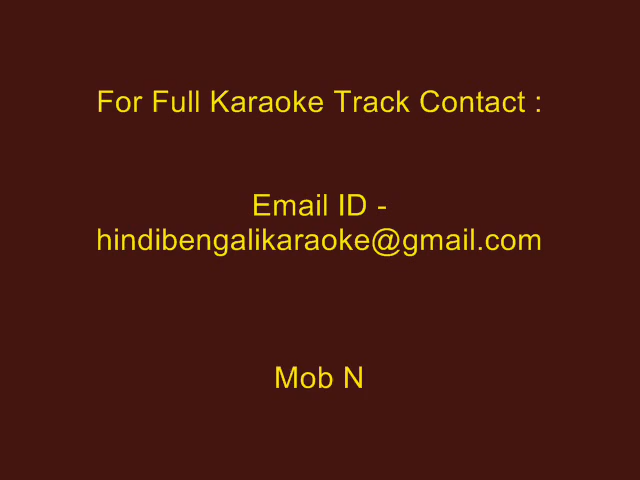 For Full Karaoke Track Contact :
Email ID -
hindibengalikaraoke@gmail.com
Mob N